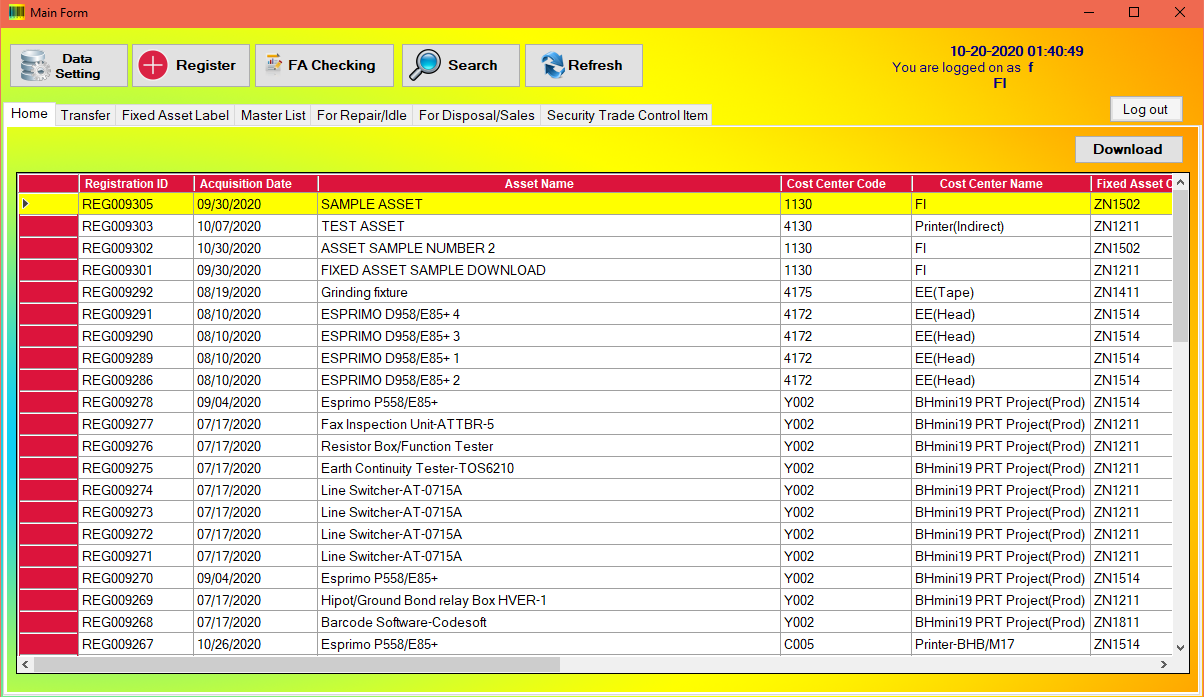 Main Form
Data Setting
Register
FA Checking
Search
Refresh
10-20-2020 01:40:49
You are logged on as f
FI
Log out
Home Transfer Fixed Asset Label Master List For Repair/Idle For Disposal/Sales Security Trade Control Item
Download
Registration ID Acquisition Date Asset Name Cost Center Code Cost Center Name Fixed Asset C
REG009305 09/30/2020 SAMPLE ASSET 1130 FI ZN1502
REG009303 10/07/2020 TEST ASSET 4130 Printer(Indirect) ZN1211
REG009302 10/30/2020 ASSET SAMPLE NUMBER 2 1130 FI ZN1502
REG009301 09/30/2020 FIXED ASSET SAMPLE DOWNLOAD 1130 FI ZN1211
REG009292 08/19/2020 Grinding fixture 4175 EE(Tape) ZN1411
REG009291 08/10/2020 ESPRIMO D958/E85+ 4 4172 EE(Head) ZN1514
REG009290 08/10/2020 ESPRIMO D958/E85+ 3 4172 EE(Head) ZN1514
REG009289 08/10/2020 ESPRIMO D958/E85+ 1 4172 EE(Head) ZN1514
REG009286 08/10/2020 ESPRIMO D958/E85+ 2 4172 EE(Head) ZN1514
REG009278 09/04/2020 Esprimo P558/E85+ Y002 BHmini19 PRT Project(Prod) ZN1514
REG009277 07/17/2020 Fax Inspection Unit-ATTBR-5 Y002 BHmini19 PRT Project(Prod) ZN1211
REG009276 07/17/2020 Resistor Box/Function Tester Y002 BHmini19 PRT Project(Prod) ZN1211
REG009275 07/17/2020 Earth Continuity Tester-TOS6210 Y002 BHmini19 PRT Project(Prod) ZN1211
REG009274 07/17/2020 Line Switcher-AT-0715A Y002 BHmini19 PRT Project(Prod) ZN1211
REG009273 07/17/2020 Line Switcher-AT-0715A Y002 BHmini19 PRT Project(Prod) ZN1211
REG009272 07/17/2020 Line Switcher-AT-0715A Y002 BHmini19 PRT Project(Prod) ZN1211
REG009271 07/17/2020 Line Switcher-AT-0715A Y002 BHmini19 PRT Project(Prod) ZN1211
REG009270 09/04/2020 Esprimo P558/E85+ Y002 BHmini19 PRT Project(Prod) ZN1514
REG009269 07/17/2020 Hipot/Ground Bond relay Box HVER-1 Y002 BHmini19 PRT Project(Prod) ZN1211
REG009268 07/17/2020 Barcode Software-Codesoft Y002 BHmini19 PRT Project(Prod) ZN1811
REG009267 10/26/2020 Esprimo P558/E85+ C005 Printer-BHB/M17 ZN1514